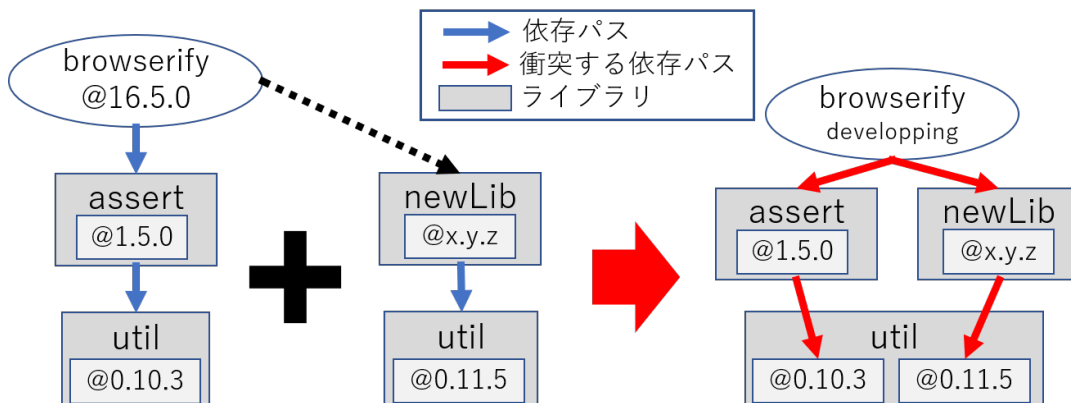 browserify
@16.5.0
assert
@1.5.0
util
@0.10.3
newLib
@x.y.z
util
@0.11.5
依存パス
衝突する依存パス
ライブラリ
browserify
developping
assert
@1.5.0
newLib
@x.y.z
util
@0.10.3
@0.11.5